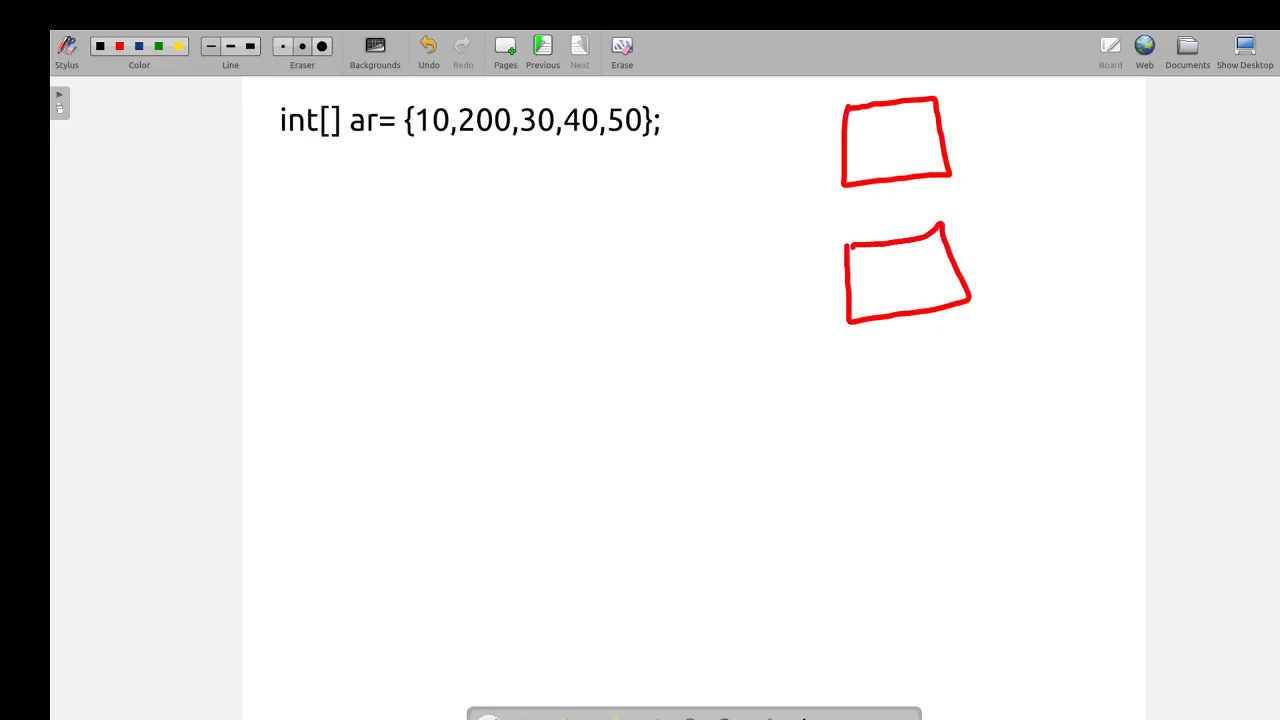 Stylus Color Line Eraser Backgrounds Undo Redo Pages Previous Next Erase Board Web Documents Show Desktop
int[] ar= {10,200,30,40,50};